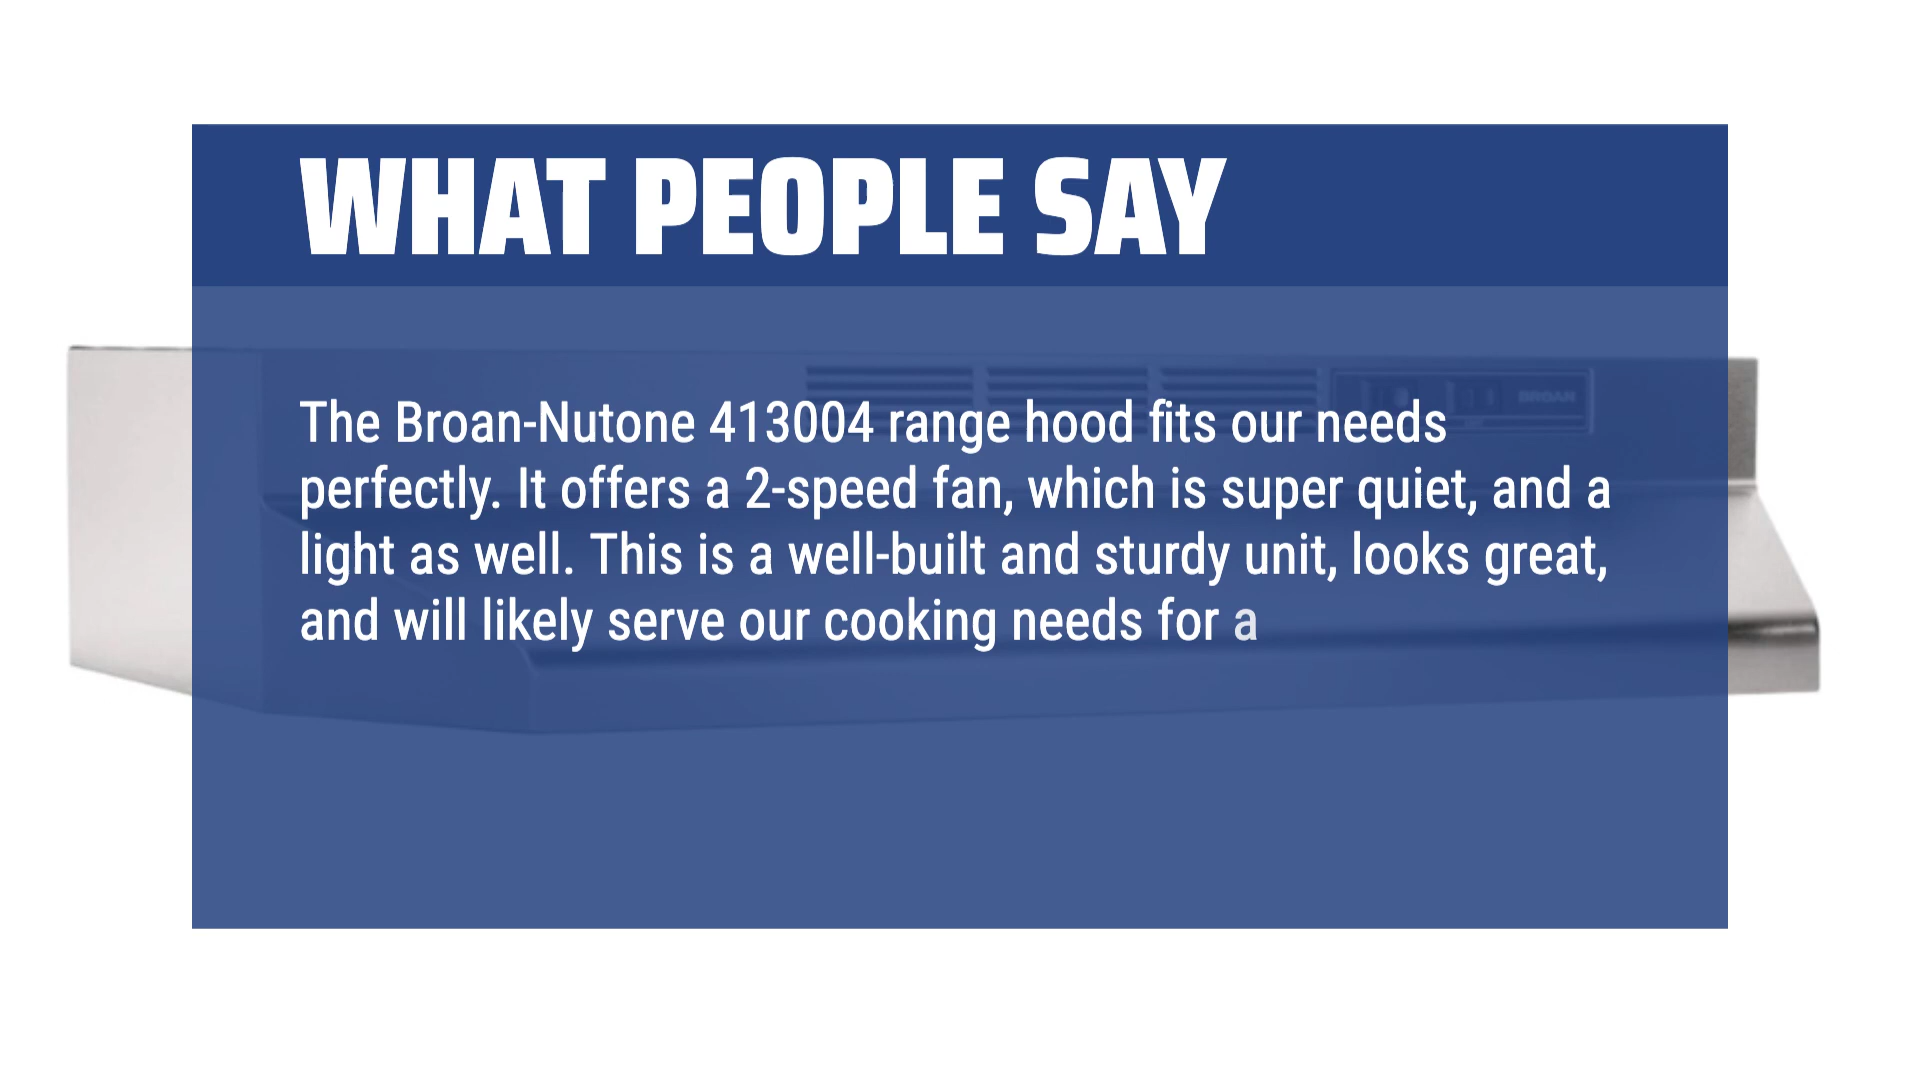 WHAT PEOPLE SAY
BROAN
The Broan-Nutone 413004 range hood fits our needs
perfectly. It offers a 2-speed fan, which is super quiet, and a
light as well. This is a well-built and sturdy unit, looks great,
and will likely serve our cooking needs for a